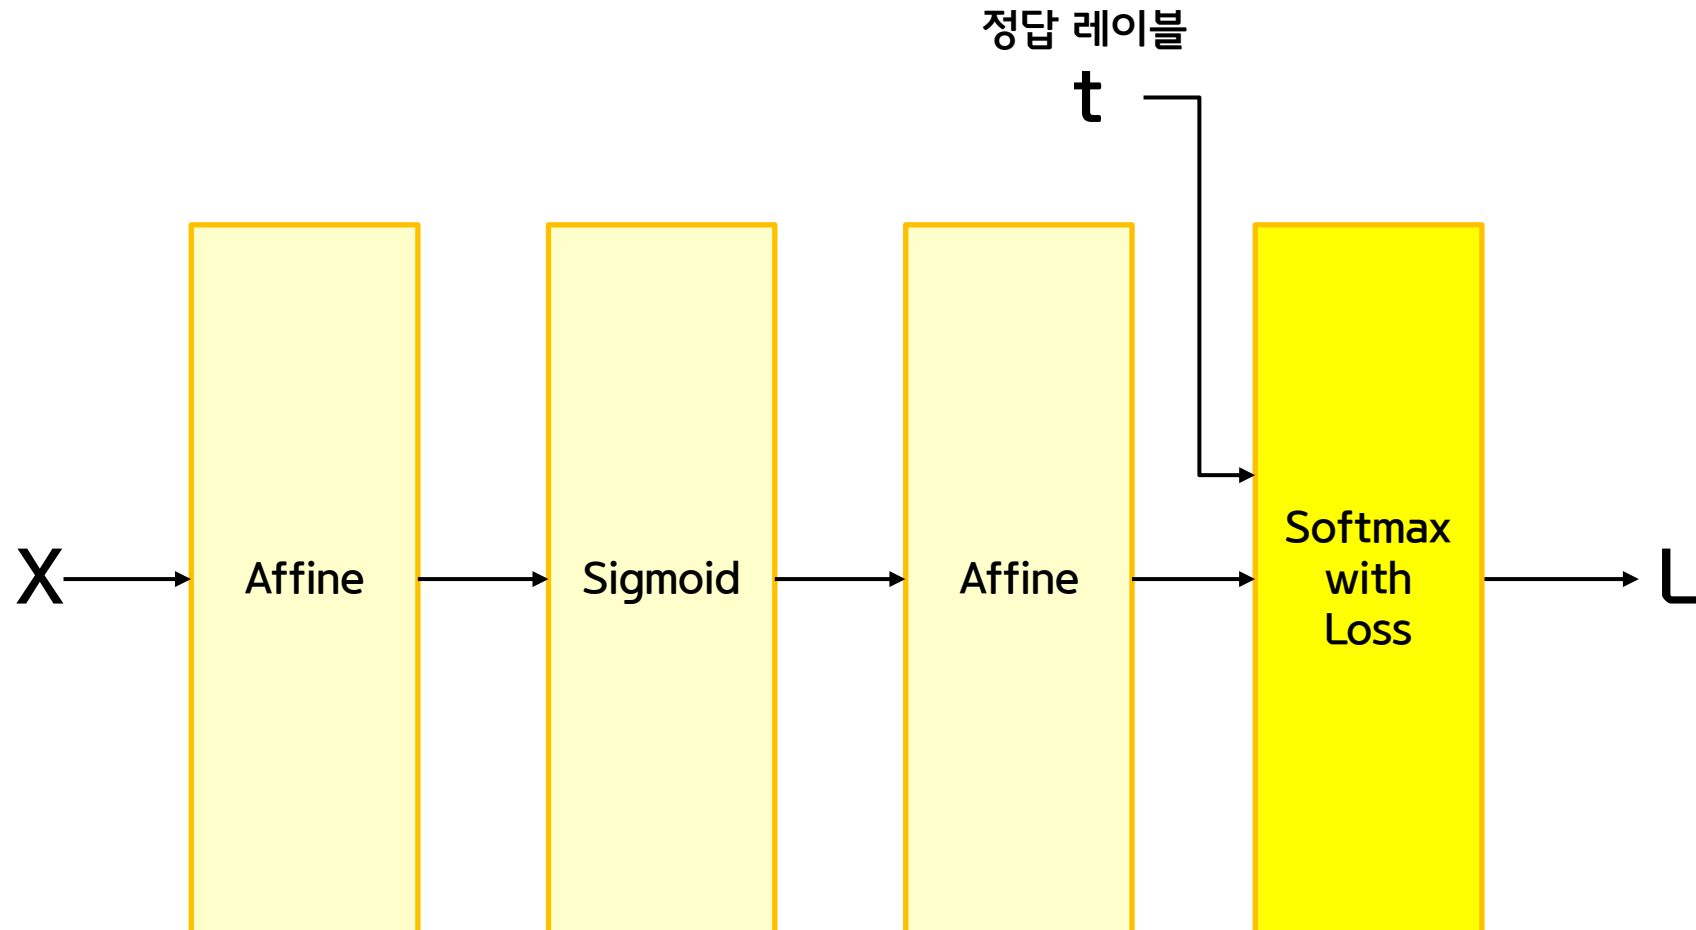 정답 레이블
t
X
Affine
Sigmoid
Affine
Softmax
with
Loss
L